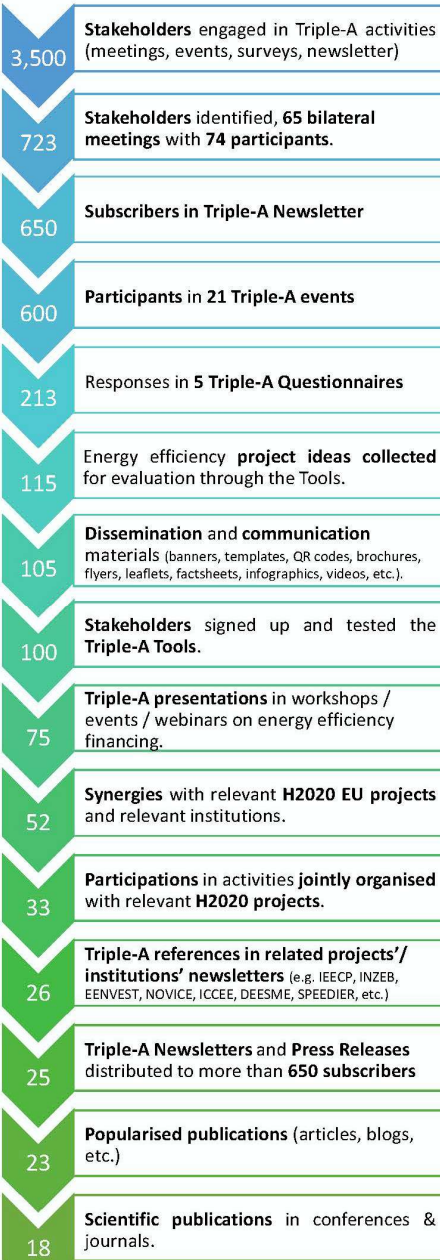 3,500
Stakeholders engaged in Triple-A activities
(meetings, events, surveys, newsletter)
723
Stakeholders identified, 65 bilateral
meetings with 74 participants.
650
Subscribers in Triple-A Newsletter
600
Participants in 21 Triple-A events
213
Responses in 5 Triple-A Questionnaires
115
Energy efficiency project ideas collected
for evaluation through the Tools.
105
Dissemination and communication
materials (banners, templates, QR codes, brochures,
flyers, leaflets, factsheets, infographics, videos, etc.).
100
Stakeholders signed up and tested the
Triple-A Tools.
75
Triple-A presentations in workshops /
events / webinars on energy efficiency
financing.
52
Synergies with relevant H2020 EU projects
and relevant institutions.
33
Participations in activities jointly organised
with relevant H2020 projects.
26
Triple-A references in related projects'/
institutions' newsletters (e.g. IEECP, INZEB,
EENVEST, NOVICE, ICCEE, DEESME, SPEEDIER, etc.)
25
Triple-A Newsletters and Press Releases
distributed to more than 650 subscribers
23
Popularised publications (articles, blogs,
etc.)
18
Scientific publications in conferences &
journals.